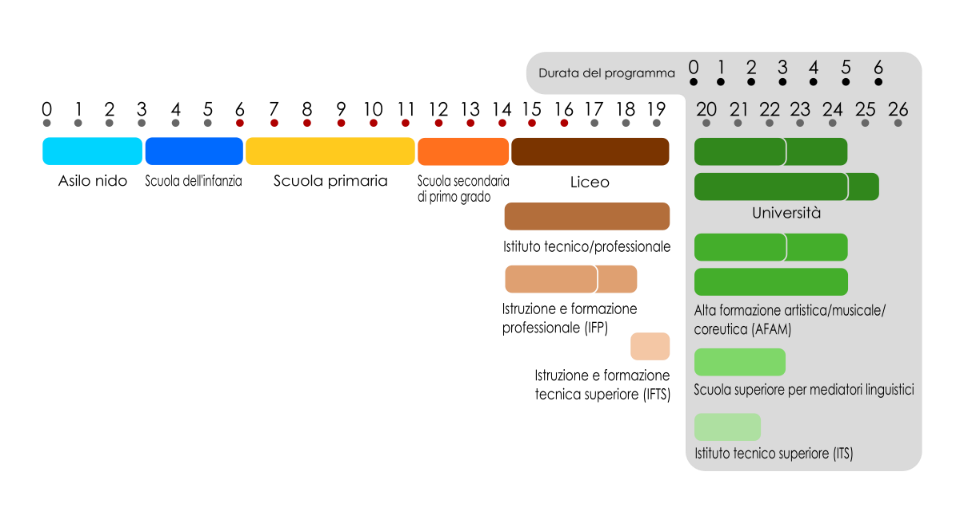 Durata del programma 0 1 2 3 4 5 6
0 1 2 3 4 5 6 7 8 9 10 11 12 13 14 15 16 17 18 19 20 21 22 23 24 25 26
Asilo nido
Scuola dell'infanzia
Scuola primaria
Scuola secondaria
di primo grado
Liceo
Istituto tecnico/professionale
Istruzione e formazione
professionale (IFP)
Istruzione e formazione
tecnica superiore (IFTS)
Università
Alta formazione artistica/musicale/
coreutica (AFAM)
Scuola superiore per mediatori linguistici
Istituto tecnico superiore (ITS)